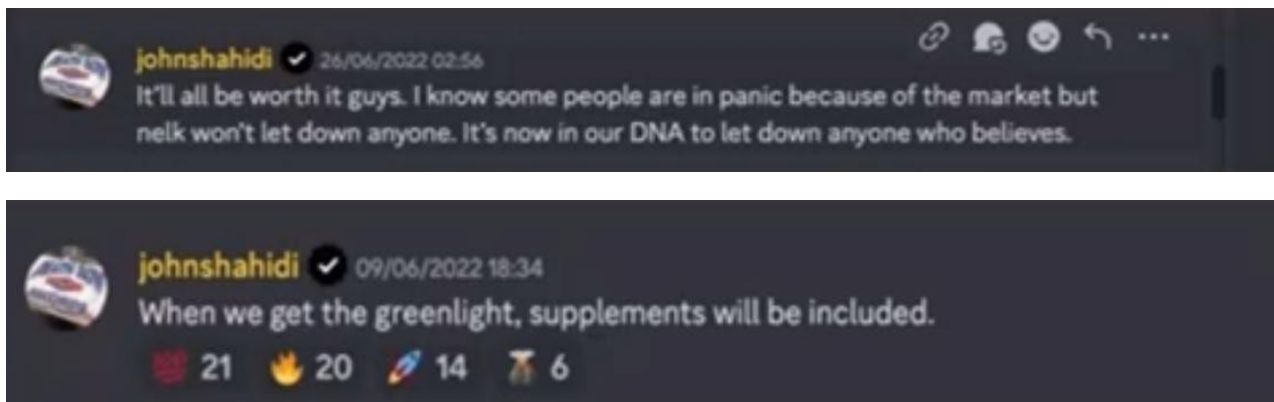 johnshahidi 26/06/2022 02:56
It'll all be worth it guys. I know some people are in panic because of the market but
nelk won't let down anyone. It's now in our DNA to let down anyone who believes.
johnshahidi 09/06/2022 18:34
When we get the greenlight, supplements will be included.
💯 21 🔥 20 🚀 14 6